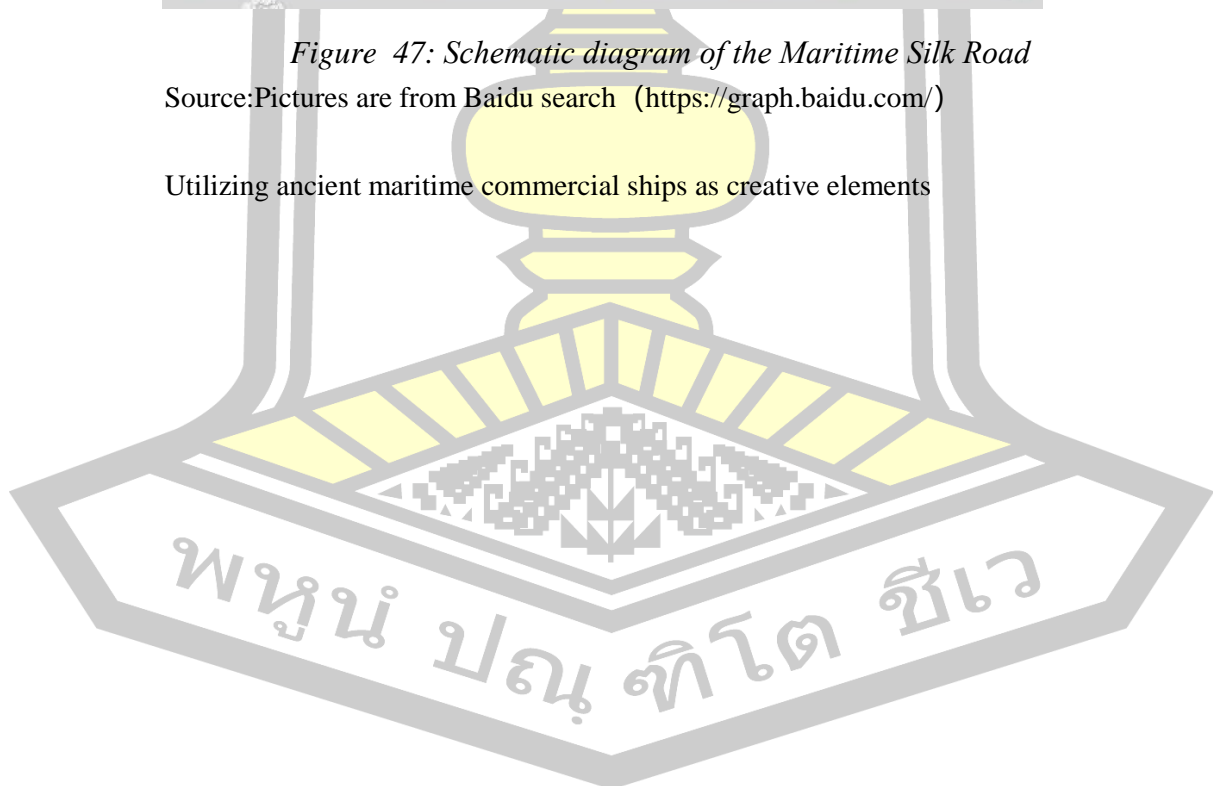 Figure 47: Schematic diagram of the Maritime Silk Road
Source:Pictures are from Baidu search（https://graph.baidu.com/）
Utilizing ancient maritime commercial ships as creative elements
พหูนํ ปณฺฑิโต ชีเว